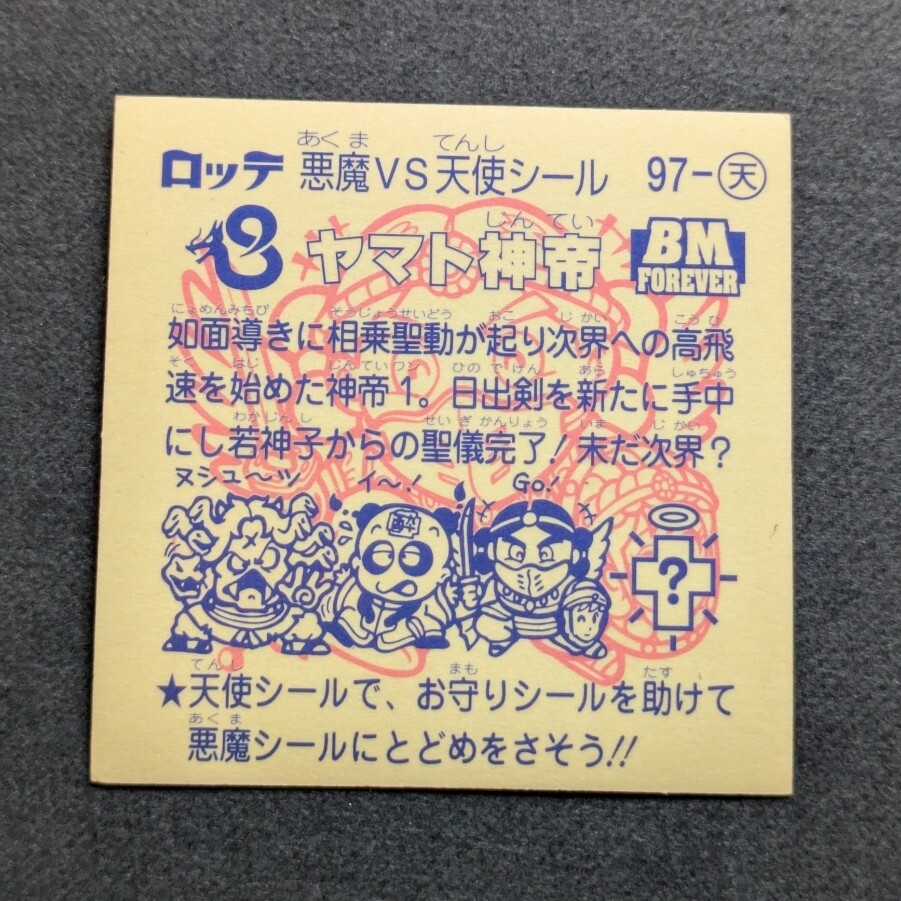 あくま てんし
ロッテ 悪魔VS天使シール 97-天
しんてい
ヤマト神帝 BM FOREVER
にょめんみちび そうじょうせいどう おこ じかい こうひ
如面導きに相乗聖動が起り次界への高飛
そく はじ しんていワン ひのでけん あら しゅちゅう
速を始めた神帝1。日出剣を新たに手中
わかじんし せいぎかんりょう いま じかい
にし若神子からの聖儀完了!未だ次界?
ヌシュ〜ッ イ〜! Go!
酔
?
てんし まも たす
★天使シールで、お守りシールを助けて
あくま
悪魔シールにとどめをさそう!!